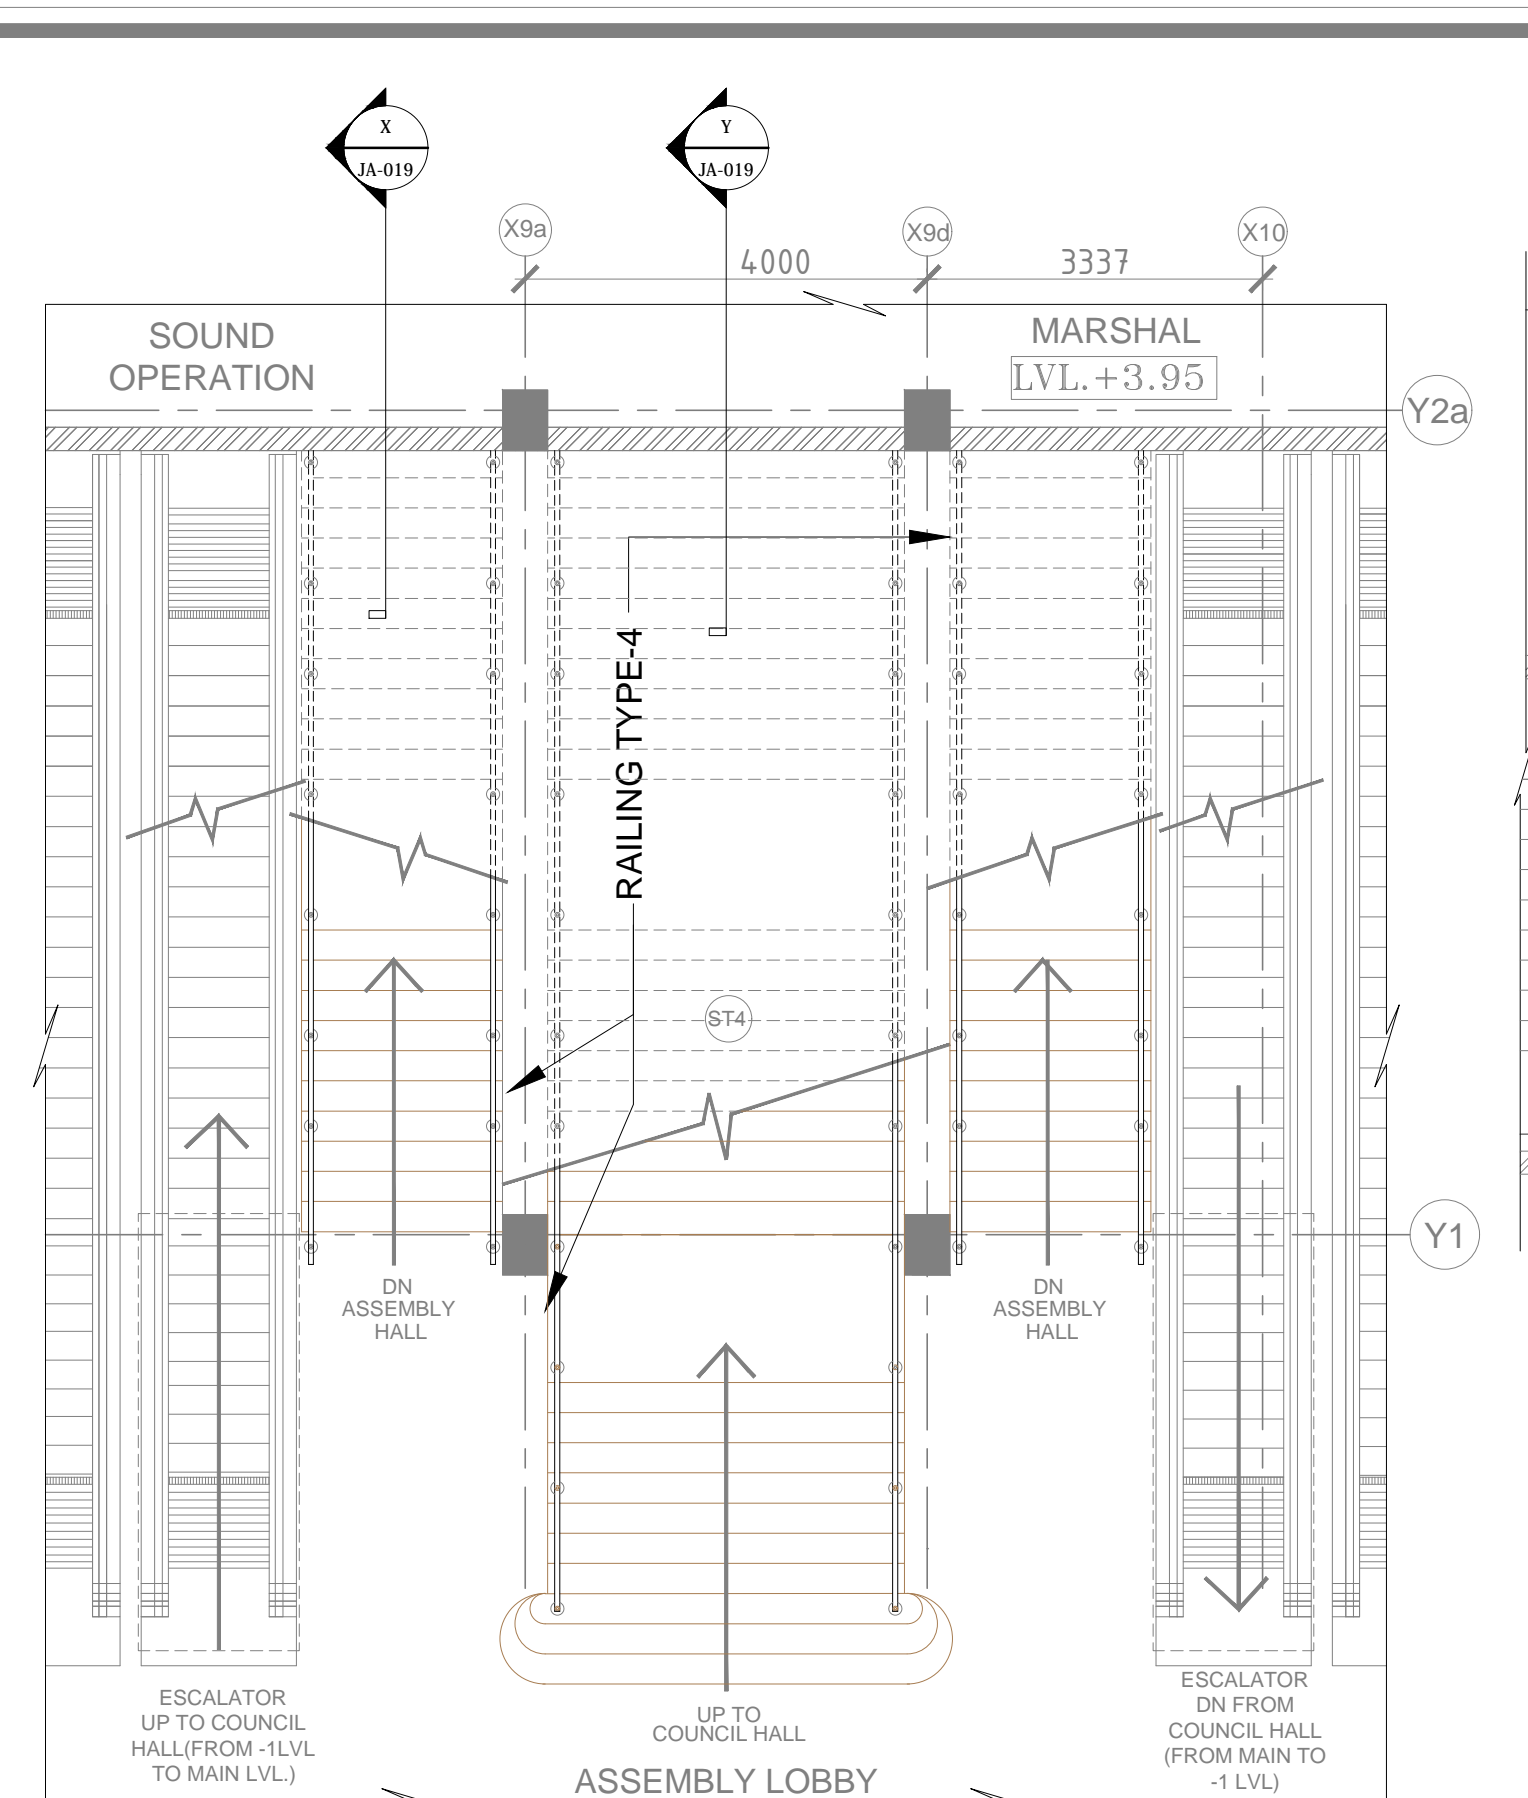 X
JA-019
Y
JA-019
X9a
X9d
X10
4000
3337
SOUND
OPERATION
MARSHAL
LVL.+3.95
Y2a
RAILING TYPE-4
ST4
Y1
DN
ASSEMBLY
HALL
DN
ASSEMBLY
HALL
ESCALATOR
UP TO COUNCIL
HALL(FROM -1LVL
TO MAIN LVL.)
UP TO
COUNCIL HALL
ESCALATOR
DN FROM
COUNCIL HALL
(FROM MAIN TO
-1 LVL)
ASSEMBLY LOBBY